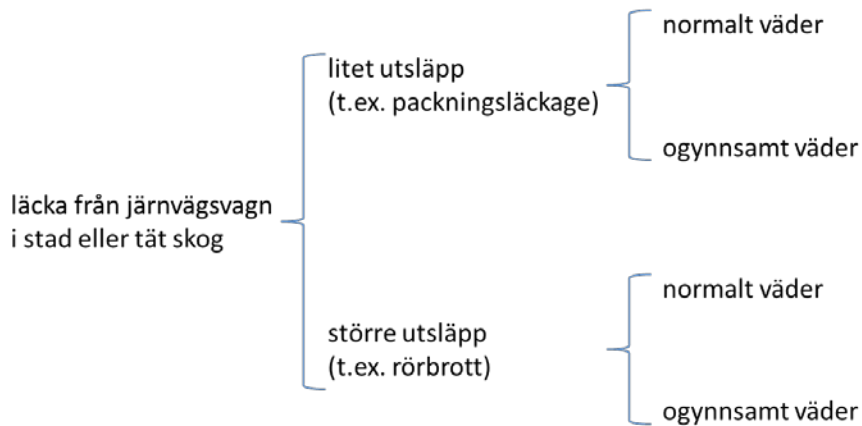 normalt väder
litet utsläpp
(t.ex. packningsläckage)
ogynnsamt väder
läcka från järnvägsvagn
i stad eller tät skog
normalt väder
större utsläpp
(t.ex. rörbrott)
ogynnsamt väder